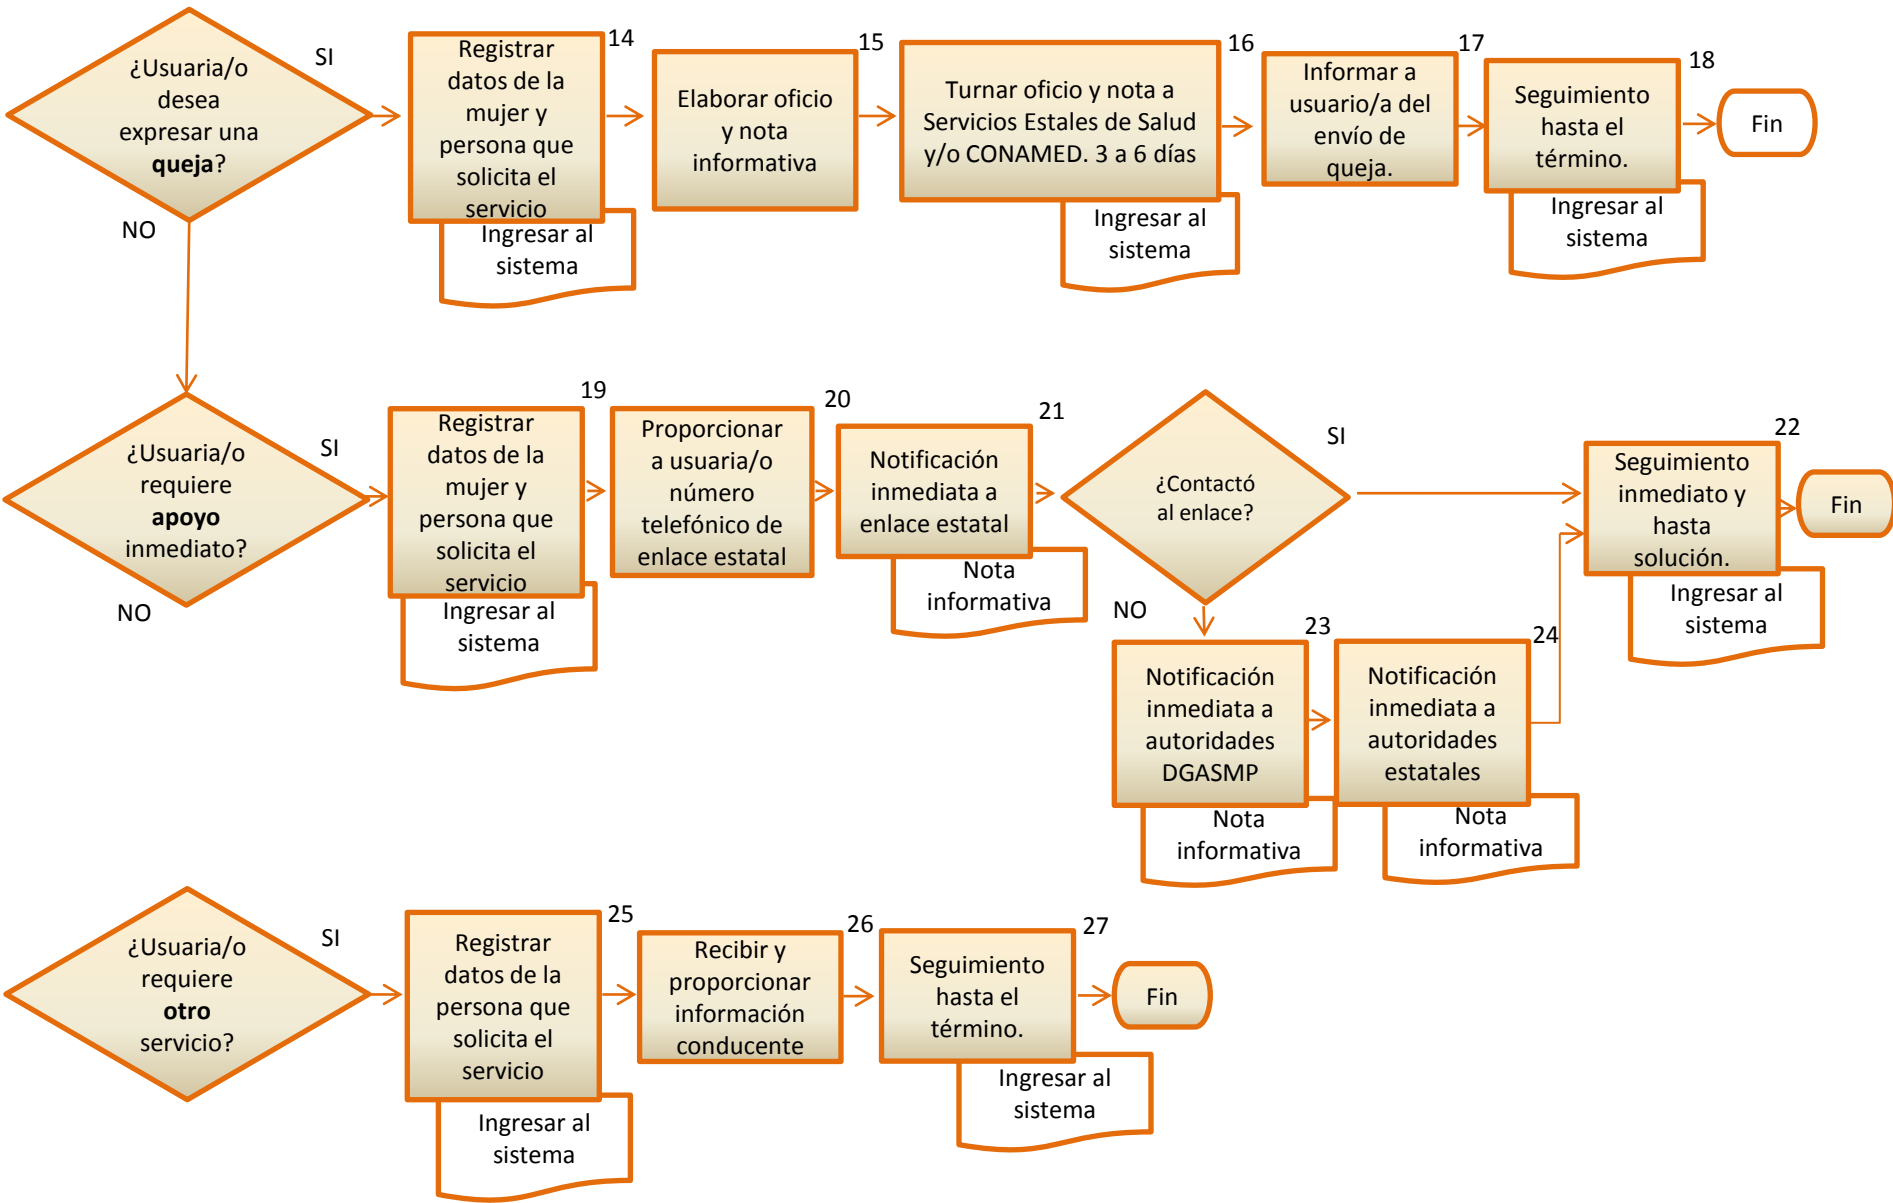 ¿Usuaria/o
desea
expresar una
queja?
SI
NO
Registrar
datos de la
mujer y
persona que
solicita el
servicio
14
Ingresar al
sistema
Elaborar oficio
y nota
informativa
15
Turnar oficio y nota a
Servicios Estales de Salud
y/o CONAMED. 3 a 6 días
16
Ingresar al
sistema
Informar a
usuario/a del
envío de
queja.
17
Seguimiento
hasta el
término.
18
Ingresar al
sistema
Fin
¿Usuaria/o
requiere
apoyo
inmediato?
SI
NO
Registrar
datos de la
mujer y
persona que
solicita el
servicio
19
Ingresar al
sistema
Proporcionar
a usuaria/o
número
telefónico de
enlace estatal
20
Notificación
inmediata a
enlace estatal
21
Nota
informativa
¿Contactó
al enlace?
SI
NO
Seguimiento
inmediato y
hasta
solución.
22
Ingresar al
sistema
Fin
Notificación
inmediata a
autoridades
DGASMP
23
Nota
informativa
Notificación
inmediata a
autoridades
estatales
24
Nota
informativa
¿Usuaria/o
requiere
otro
servicio?
SI
Registrar
datos de la
persona que
solicita el
servicio
25
Ingresar al
sistema
Recibir y
proporcionar
información
conducente
26
Seguimiento
hasta el
término.
27
Ingresar al
sistema
Fin